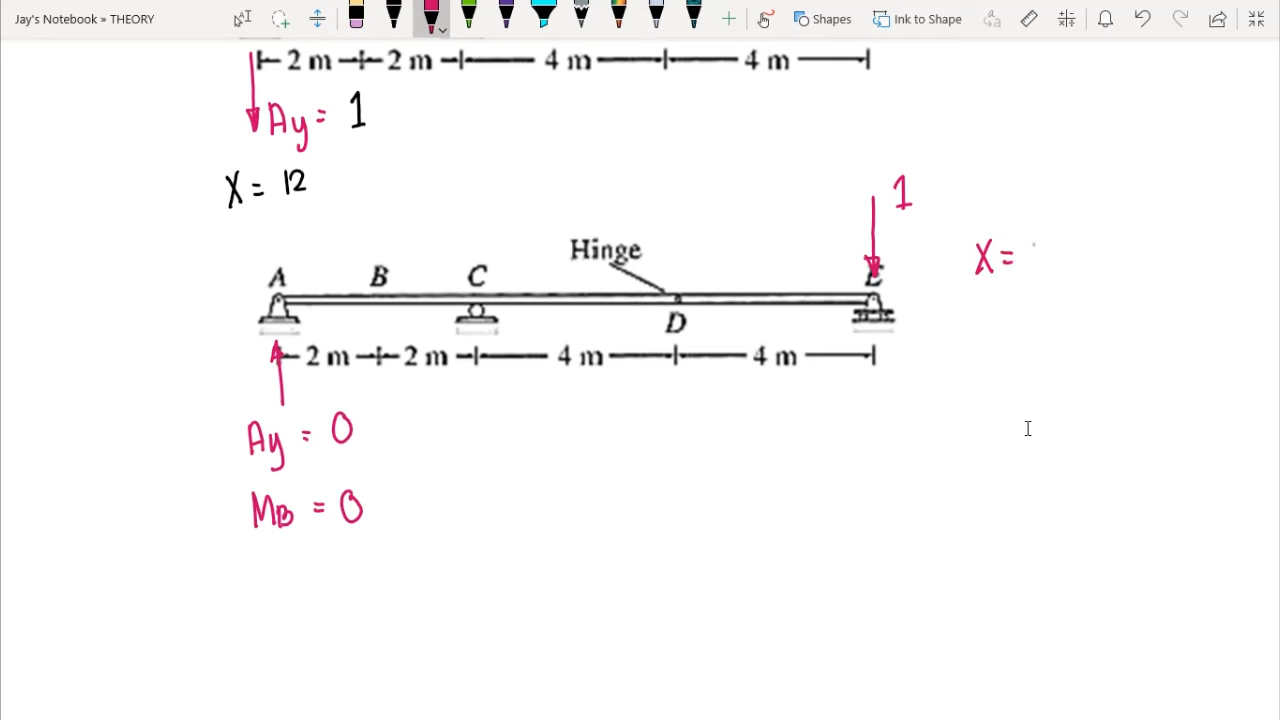 Jay's Notebook » THEORY
Shapes
Ink to Shape
2 m 2 m 4 m 4 m
Ay = 1
X = 12
1
Hinge
X =
A B C E
D
2 m 2 m 4 m 4 m
Ay = 0
MB = 0